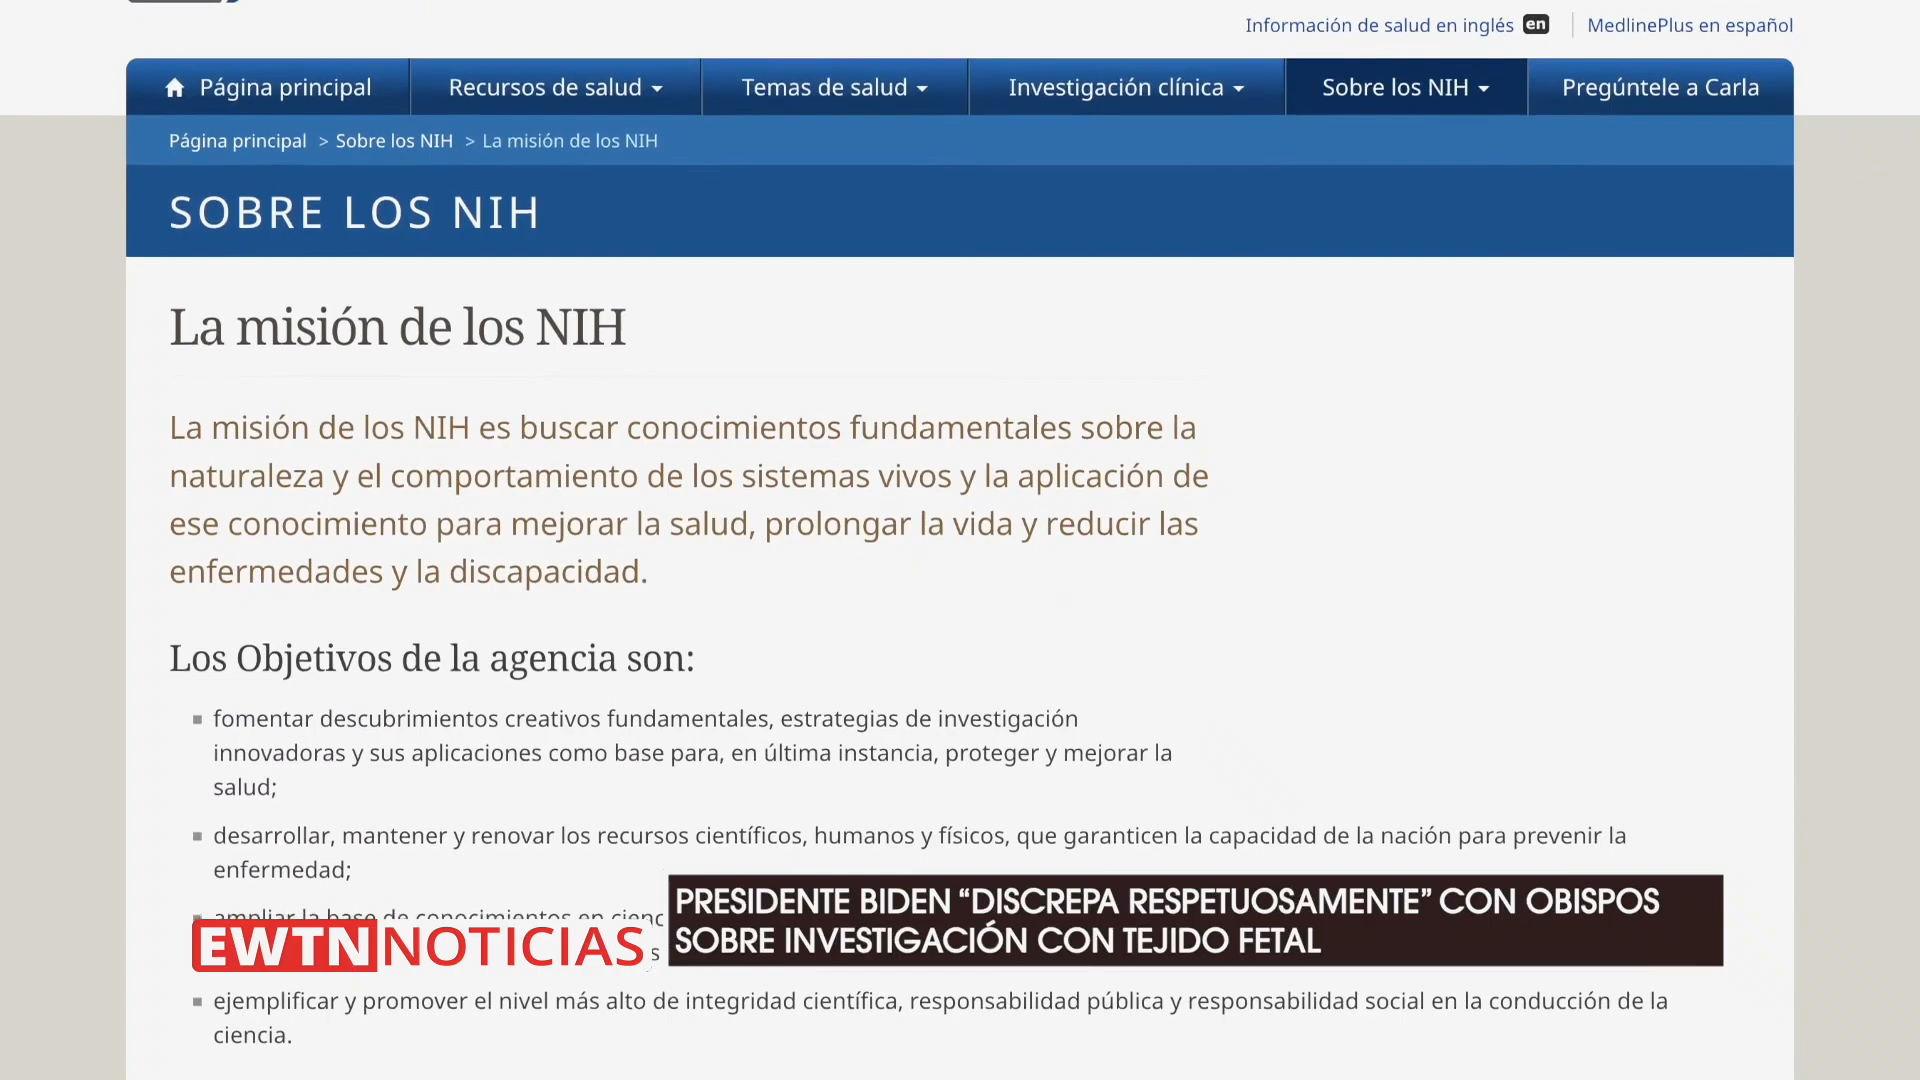 Información de salud en inglés en MedlinePlus en español
Página principal Recursos de salud Temas de salud Investigación clínica Sobre los NIH Pregúntele a Carla
Página principal > Sobre los NIH > La misión de los NIH
SOBRE LOS NIH
La misión de los NIH
La misión de los NIH es buscar conocimientos fundamentales sobre la
naturaleza y el comportamiento de los sistemas vivos y la aplicación de
ese conocimiento para mejorar la salud, prolongar la vida y reducir las
enfermedades y la discapacidad.
Los Objetivos de la agencia son:
fomentar descubrimientos creativos fundamentales, estrategias de investigación
innovadoras y sus aplicaciones como base para, en última instancia, proteger y mejorar la
salud;
desarrollar, mantener y renovar los recursos científicos, humanos y físicos, que garanticen la capacidad de la nación para prevenir la
enfermedad;
ampliar la base de conocimientos en
EWTN NOTICIAS
PRESIDENTE BIDEN “DISCREPA RESPETUOSAMENTE” CON OBISPOS
SOBRE INVESTIGACIÓN CON TEJIDO FETAL
ejemplificar y promover el nivel más alto de integridad científica, responsabilidad pública y responsabilidad social en la conducción de la
ciencia.